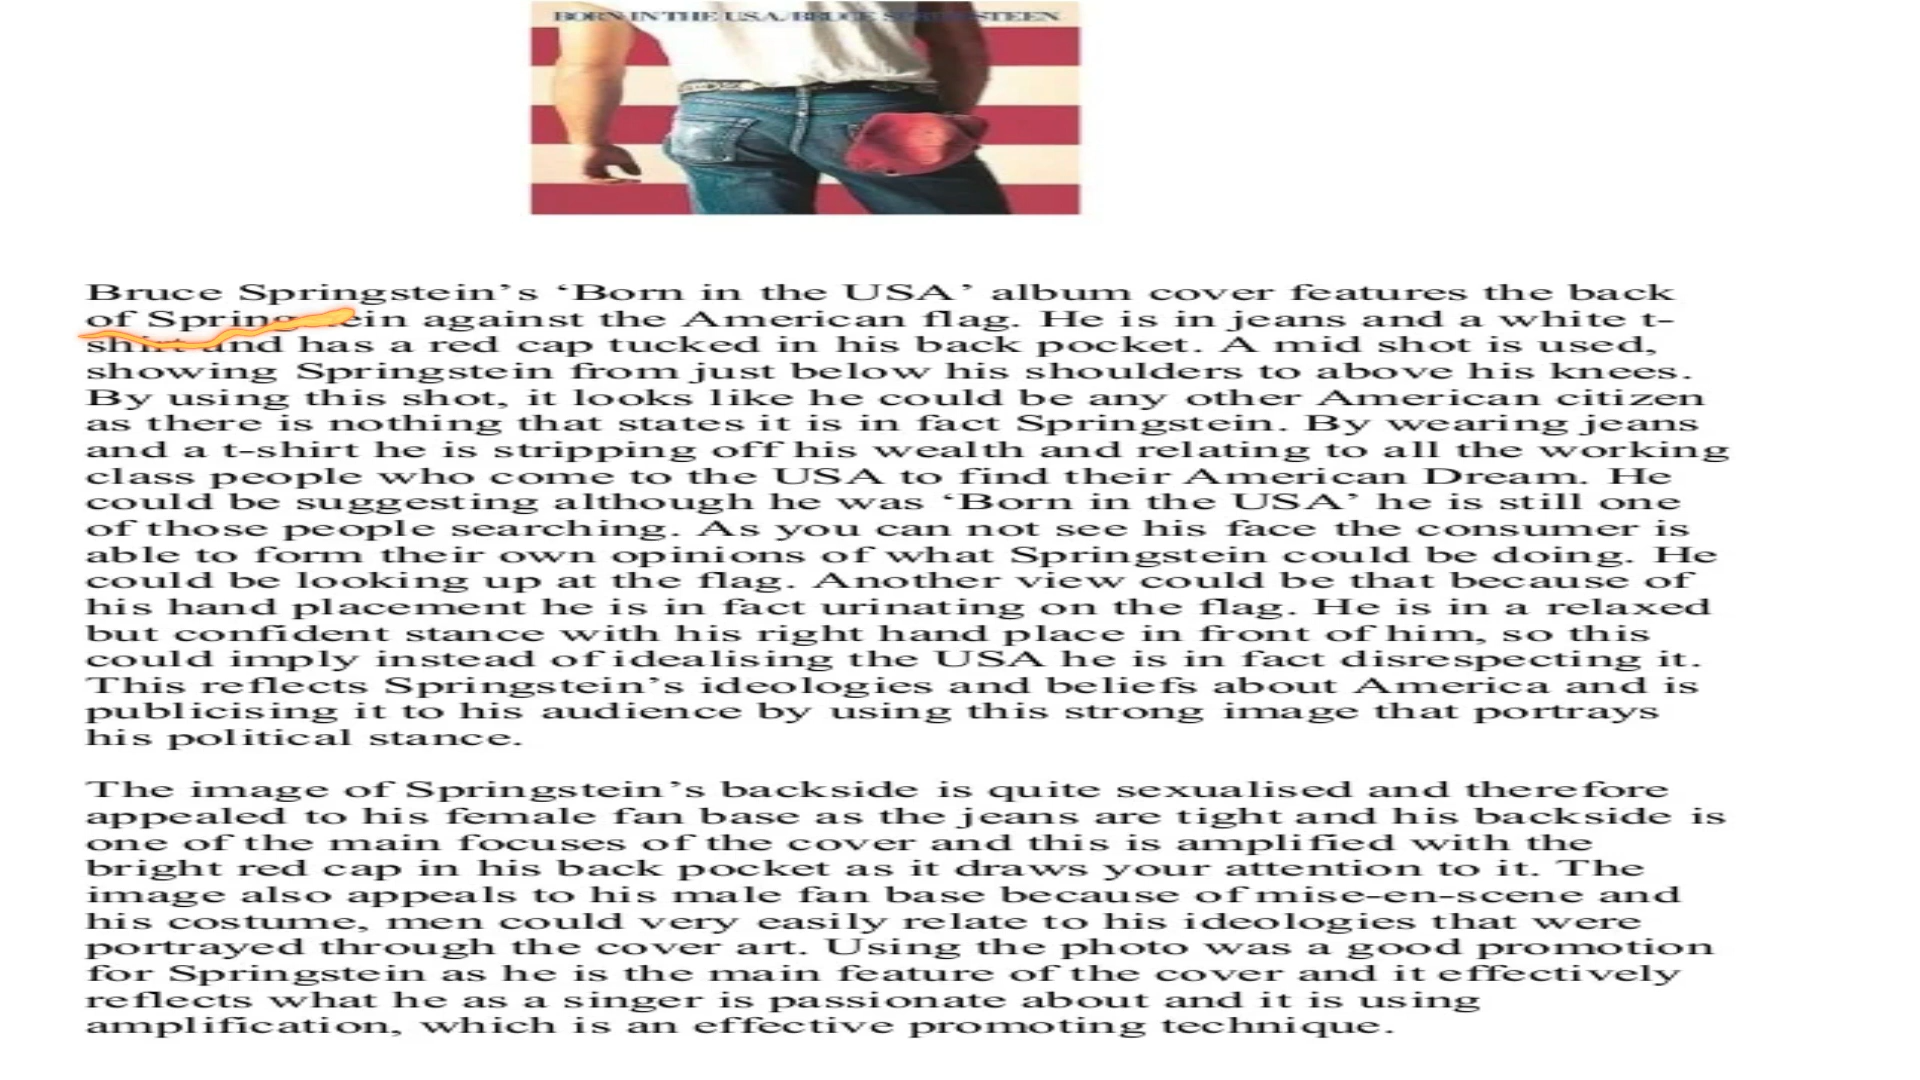 BORN IN THE U.S.A./BRUCE SPRINGSTEEN
Bruce Springstein's 'Born in the USA' album cover features the back
of Springstein against the American flag. He is in jeans and a white t-
shirt and has a red cap tucked in his back pocket. A mid shot is used,
showing Springstein from just below his shoulders to above his knees.
By using this shot, it looks like he could be any other American citizen
as there is nothing that states it is in fact Springstein. By wearing jeans
and a t-shirt he is stripping off his wealth and relating to all the working
class people who come to the USA to find their American Dream. He
could be suggesting although he was 'Born in the USA' he is still one
of those people searching. As you can not see his face the consumer is
able to form their own opinions of what Springstein could be doing. He
could be looking up at the flag. Another view could be that because of
his hand placement he is in fact urinating on the flag. He is in a relaxed
but confident stance with his right hand place in front of him, so this
could imply instead of idealising the USA he is in fact disrespecting it.
This reflects Springstein's ideologies and beliefs about America and is
publicising it to his audience by using this strong image that portrays
his political stance.
The image of Springstein's backside is quite sexualised and therefore
appealed to his female fan base as the jeans are tight and his backside is
one of the main focuses of the cover and this is amplified with the
bright red cap in his back pocket as it draws your attention to it. The
image also appeals to his male fan base because of mise-en-scene and
his costume, men could very easily relate to his ideologies that were
portrayed through the cover art. Using the photo was a good promotion
for Springstein as he is the main feature of the cover and it effectively
reflects what he as a singer is passionate about and it is using
amplification, which is an effective promoting technique.